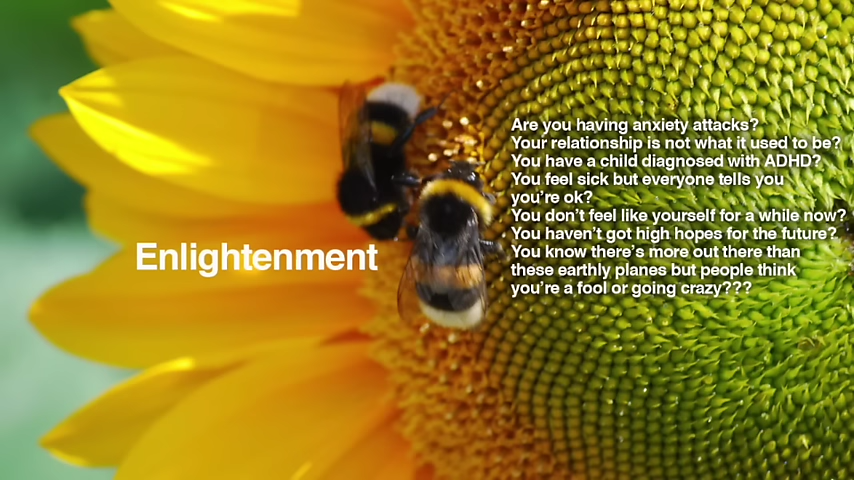 Enlightenment
Are you having anxiety attacks?
Your relationship is not what it used to be?
You have a child diagnosed with ADHD?
You feel sick but everyone tells you
you're ok?
You don't feel like yourself for a while now?
You haven't got high hopes for the future?
You know there's more out there than
these earthly planes but people think
you're a fool or going crazy???